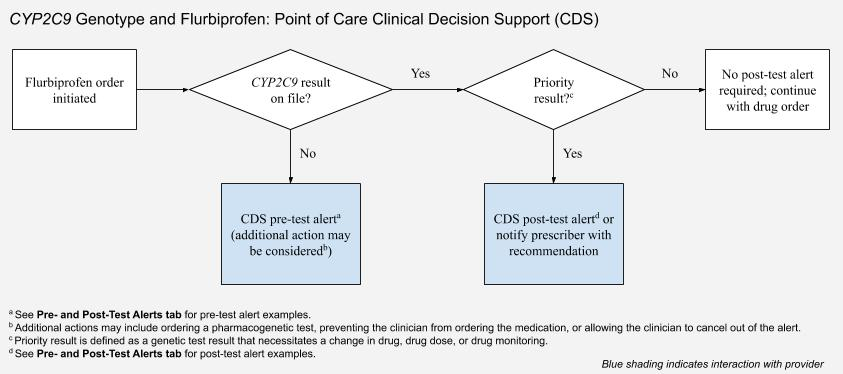 CYP2C9 Genotype and Flurbiprofen: Point of Care Clinical Decision Support (CDS)
Flurbiprofen order
initiated
CYP2C9 result
on file?
Yes
Priority
result?c
No
No post-test alert
required; continue
with drug order
No
Yes
CDS pre-test alerta
(additional action may
be consideredb)
CDS post-test alertd or
notify prescriber with
recommendation
a See Pre- and Post-Test Alerts tab for pre-test alert examples.
b Additional actions may include ordering a pharmacogenetic test, preventing the clinician from ordering the medication, or allowing the clinician to cancel out of the alert.
c Priority result is defined as a genetic test result that necessitates a change in drug, drug dose, or drug monitoring.
d See Pre- and Post-Test Alerts tab for post-test alert examples.
Blue shading indicates interaction with provider